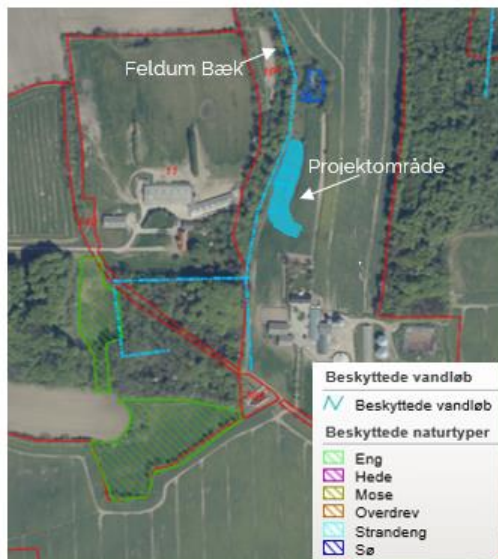 Feldum Bæk
Projektområde
Beskyttede vandløb
Beskyttede vandløb
Beskyttede naturtyper
Eng
Hede
Mose
Overdrev
Strandeng
Sø